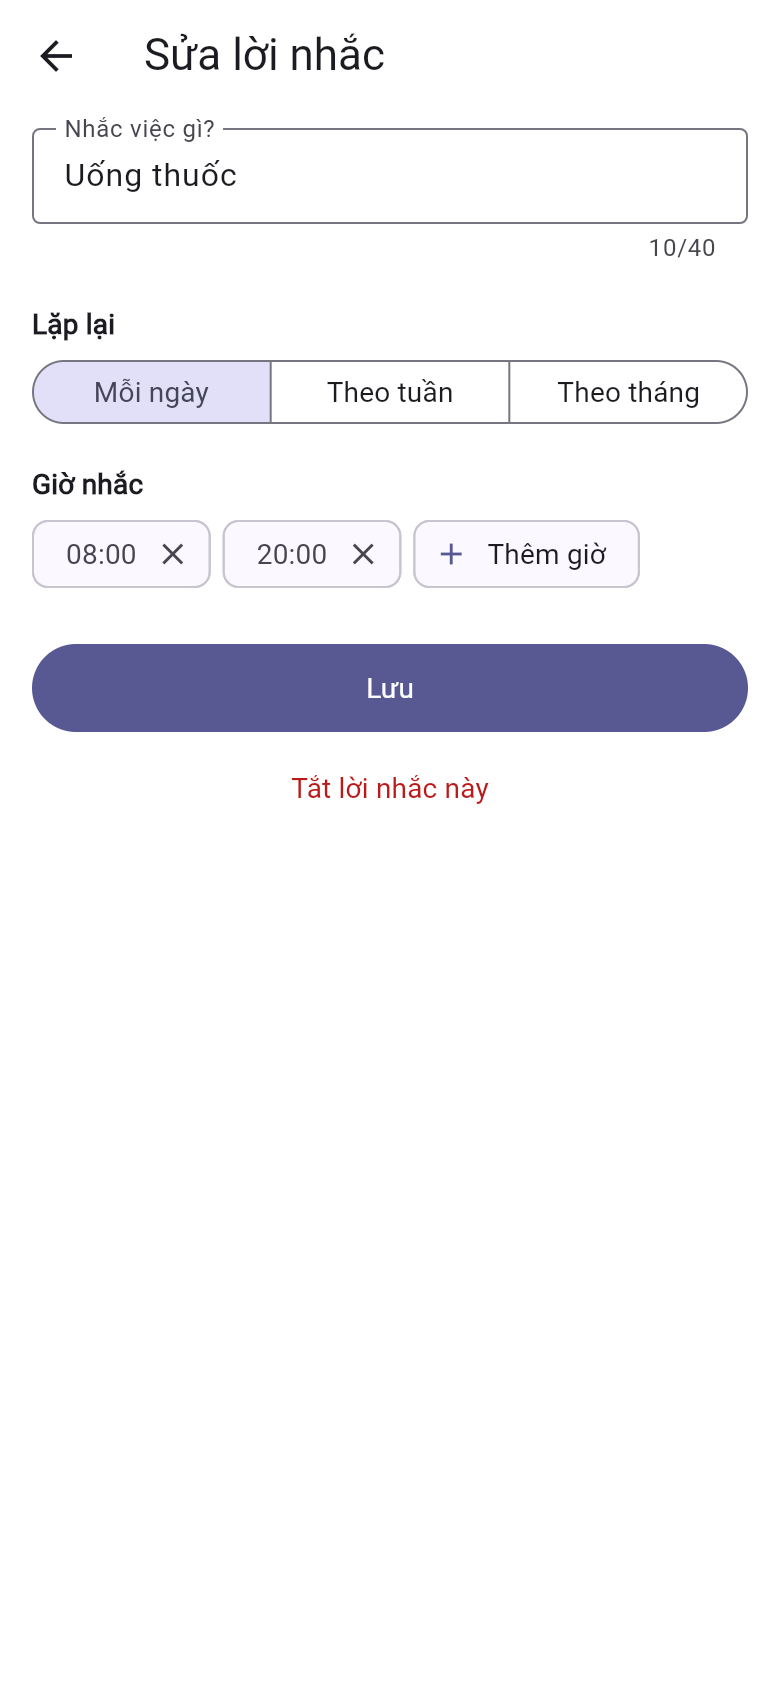 Sửa lời nhắc
Nhắc việc gì?
Uống thuốc
10/40
Lặp lại
Mỗi ngày
Theo tuần
Theo tháng
Giờ nhắc
08:00
20:00
Thêm giờ
Lưu
Tắt lời nhắc này